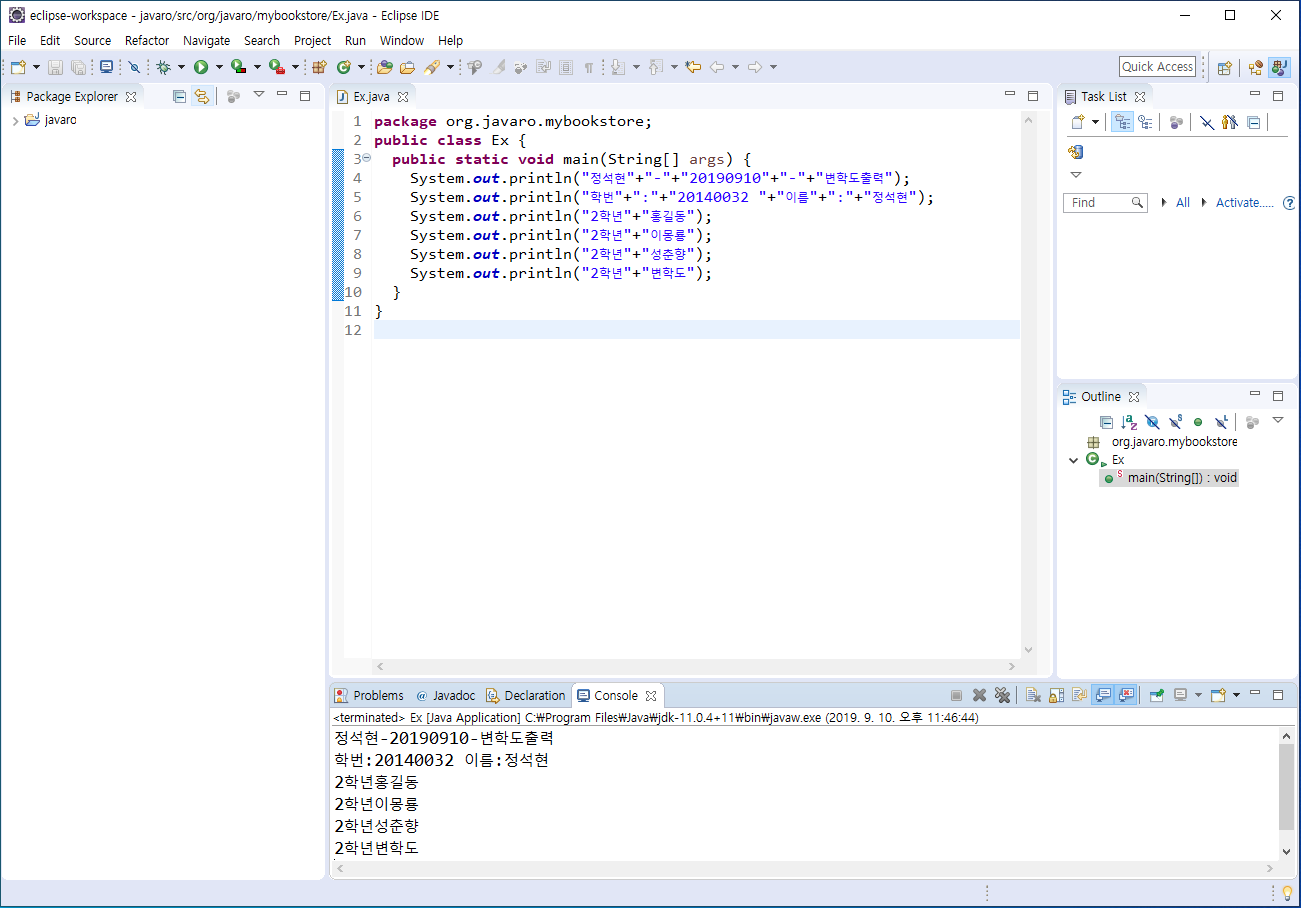 eclipse-workspace - javaro/src/org/javaro/mybookstore/Ex.java - Eclipse IDE
File Edit Source Refactor Navigate Search Project Run Window Help
Quick Access
Package Explorer
javaro
Ex.java
1 package org.javaro.mybookstore;
2 public class Ex {
3 public static void main(String[] args) {
4 System.out.println("정석현"+"-"+"20190910"+"-"+"변학도출력");
5 System.out.println("학번"+":"+"20140032 "+"이름"+":"+"정석현");
6 System.out.println("2학년"+"홍길동");
7 System.out.println("2학년"+"이몽룡");
8 System.out.println("2학년"+"성춘향");
9 System.out.println("2학년"+"변학도");
10 }
11 }
12
Task List
Find All Activate.....
Outline
org.javaro.mybookstore
Ex
main(String[]) : void
Problems @ Javadoc Declaration Console
<terminated> Ex [Java Application] C:₩Program Files₩Java₩jdk-11.0.4+11₩bin₩javaw.exe (2019. 9. 10. 오후 11:46:44)
정석현-20190910-변학도출력
학번:20140032 이름:정석현
2학년홍길동
2학년이몽룡
2학년성춘향
2학년변학도